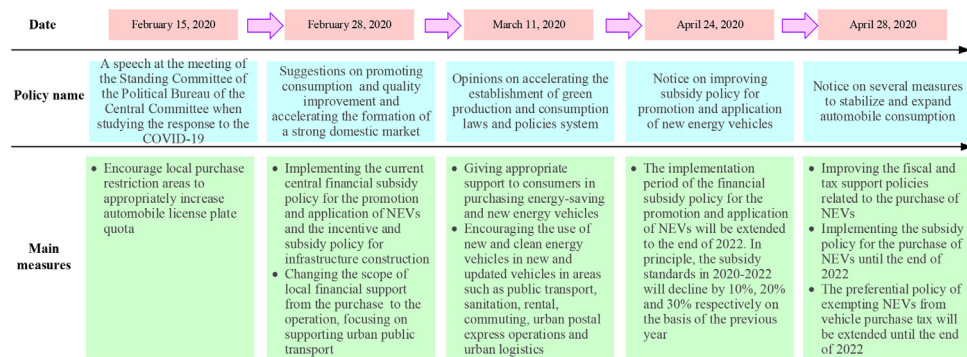 Date
February 15, 2020
February 28, 2020
March 11, 2020
April 24, 2020
April 28, 2020
Policy name
A speech at the meeting of
the Standing Committee of
the Political Bureau of the
Central Committee when
studying the response to the
COVID-19
Suggestions on promoting
consumption and quality
improvement and
accelerating the formation of
a strong domestic market
Opinions on accelerating the
establishment of green
production and consumption
laws and policies system
Notice on improving
subsidy policy for
promotion and application
of new energy vehicles
Notice on several measures
to stabilize and expand
automobile consumption
Main
measures
• Encourage local purchase
restriction areas to
appropriately increase
automobile license plate
quota
• Implementing the current
central financial subsidy
policy for the promotion
and application of NEVs
and the incentive and
subsidy policy for
infrastructure construction
• Changing the scope of
local financial support
from the purchase to the
operation, focusing on
supporting urban public
transport
• Giving appropriate
support to consumers in
purchasing energy-saving
and new energy vehicles
• Encouraging the use of
new and clean energy
vehicles in new and
updated vehicles in areas
such as public transport,
sanitation, rental,
commuting, urban postal
express operations and
urban logistics
• The implementation
period of the financial
subsidy policy for the
promotion and application
of NEVs will be extended
to the end of 2022. In
principle, the subsidy
standards in 2020-2022
will decline by 10%, 20%
and 30% respectively on
the basis of the previous
year
• Improving the fiscal and
tax support policies
related to the purchase of
NEVs
• Implementing the subsidy
policy for the purchase of
NEVs until the end of
2022
• The preferential policy of
exempting NEVs from
vehicle purchase tax will
be extended until the end
of 2022